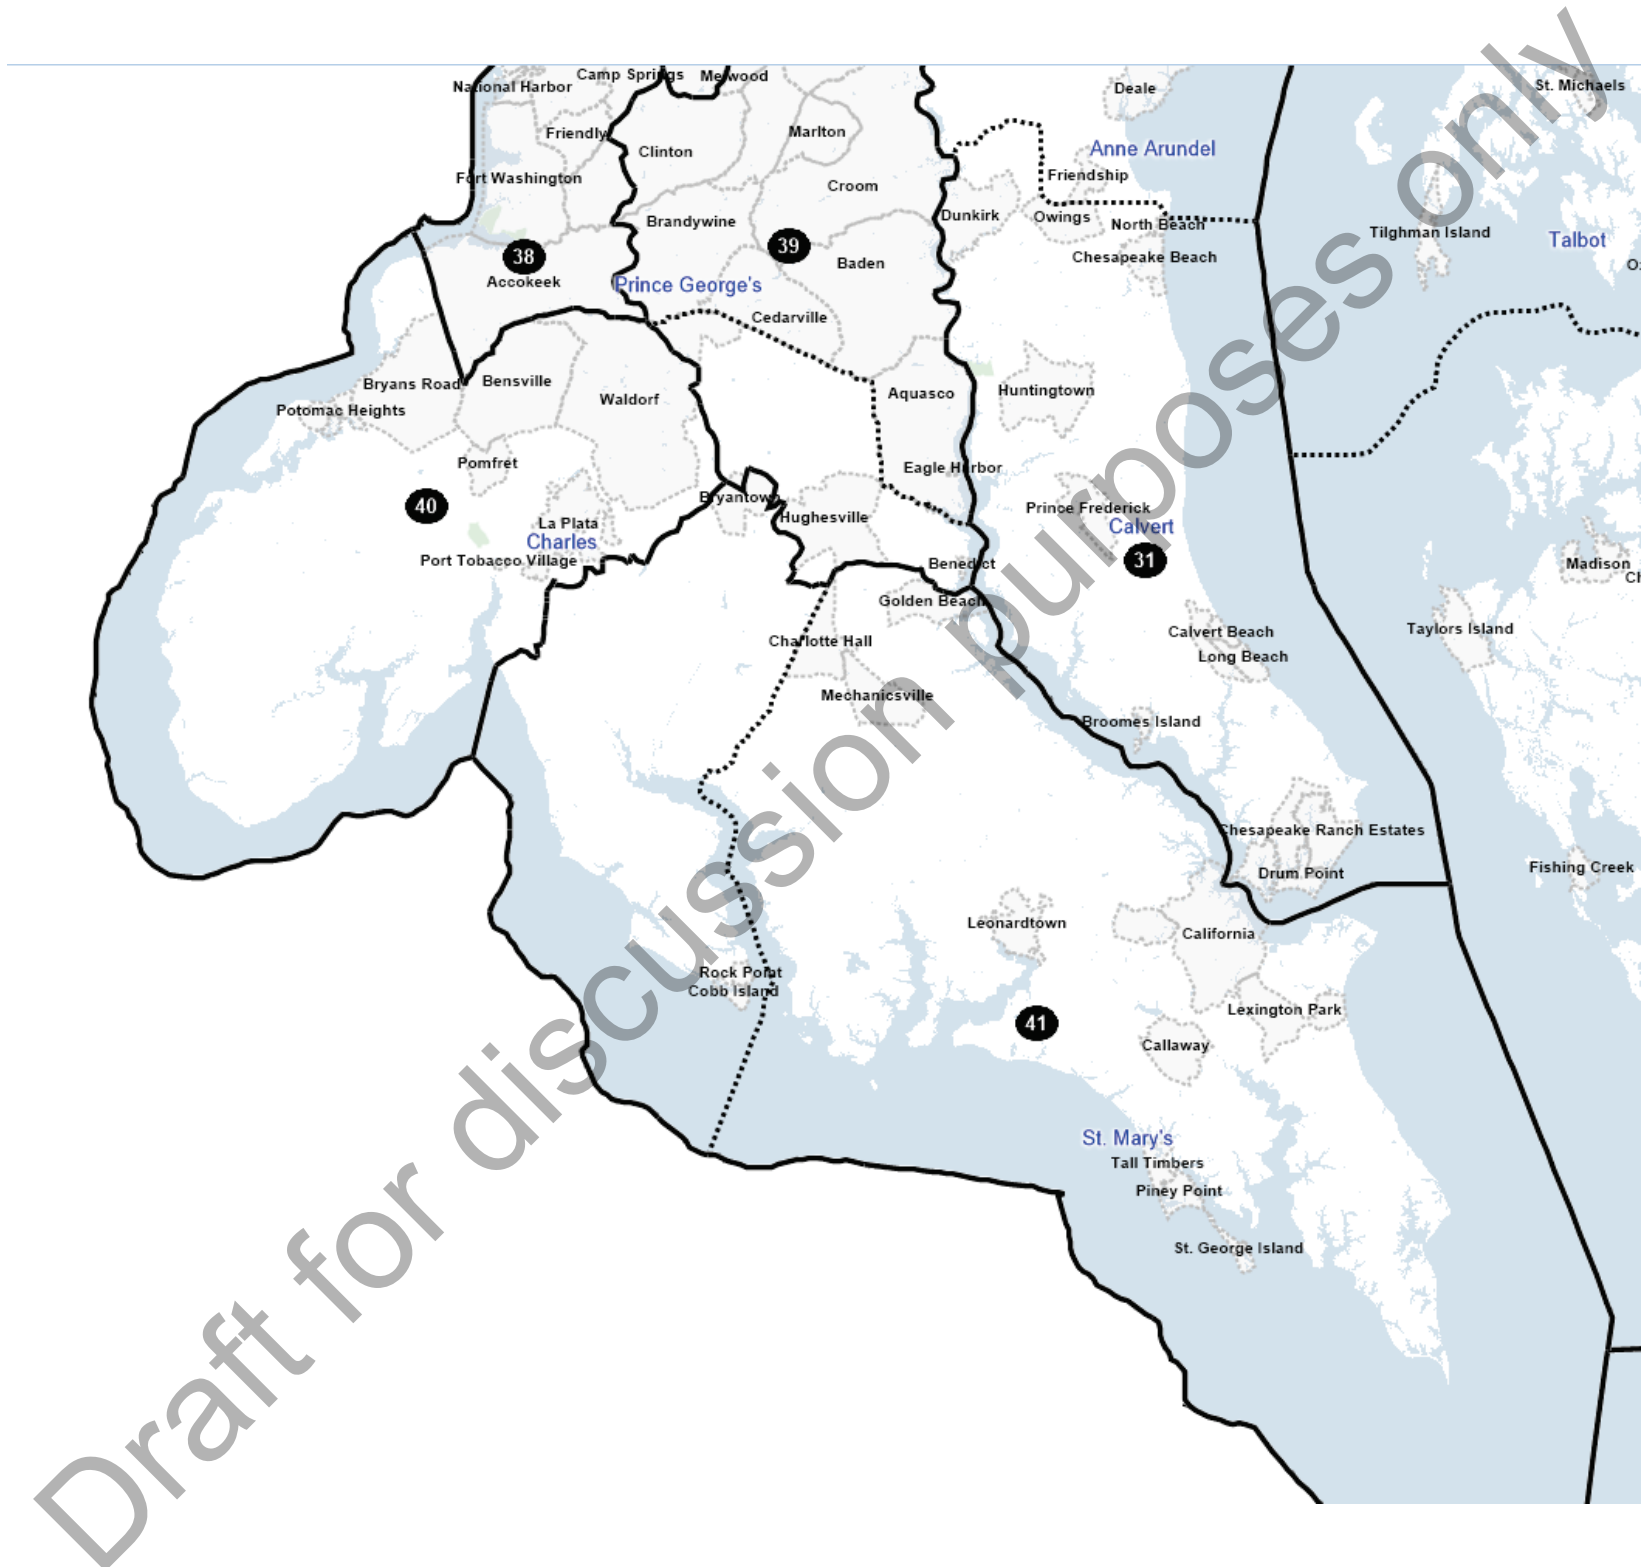 Camp Springs
Melwood
National Harbor
Deale
St. Michaels
Friendly
Marlton
Clinton
Anne Arundel
Fort Washington
Friendship
Croom
Brandywine
Dunkirk
Owings
North Beach
Tilghman Island
Talbot
38
39
Baden
Chesapeake Beach
Accokeek
Prince George's
Cedarville
Bryans Road
Bensville
Waldorf
Aquasco
Huntingtown
Potomac Heights
Pomfret
Eagle Harbor
40
Bryantown
Hughesville
Prince Frederick
La Plata
Charles
Calvert
Port Tobacco Village
Benedict
31
Madison
Golden Beach
Charlotte Hall
Calvert Beach
Taylors Island
Long Beach
Mechanicsville
Broomes Island
Chesapeake Ranch Estates
Drum Point
Fishing Creek
Leonardtown
California
Rock Point
Cobb Island
Lexington Park
41
Callaway
St. Mary's
Tall Timbers
Piney Point
St. George Island
Draft for discussion purposes only